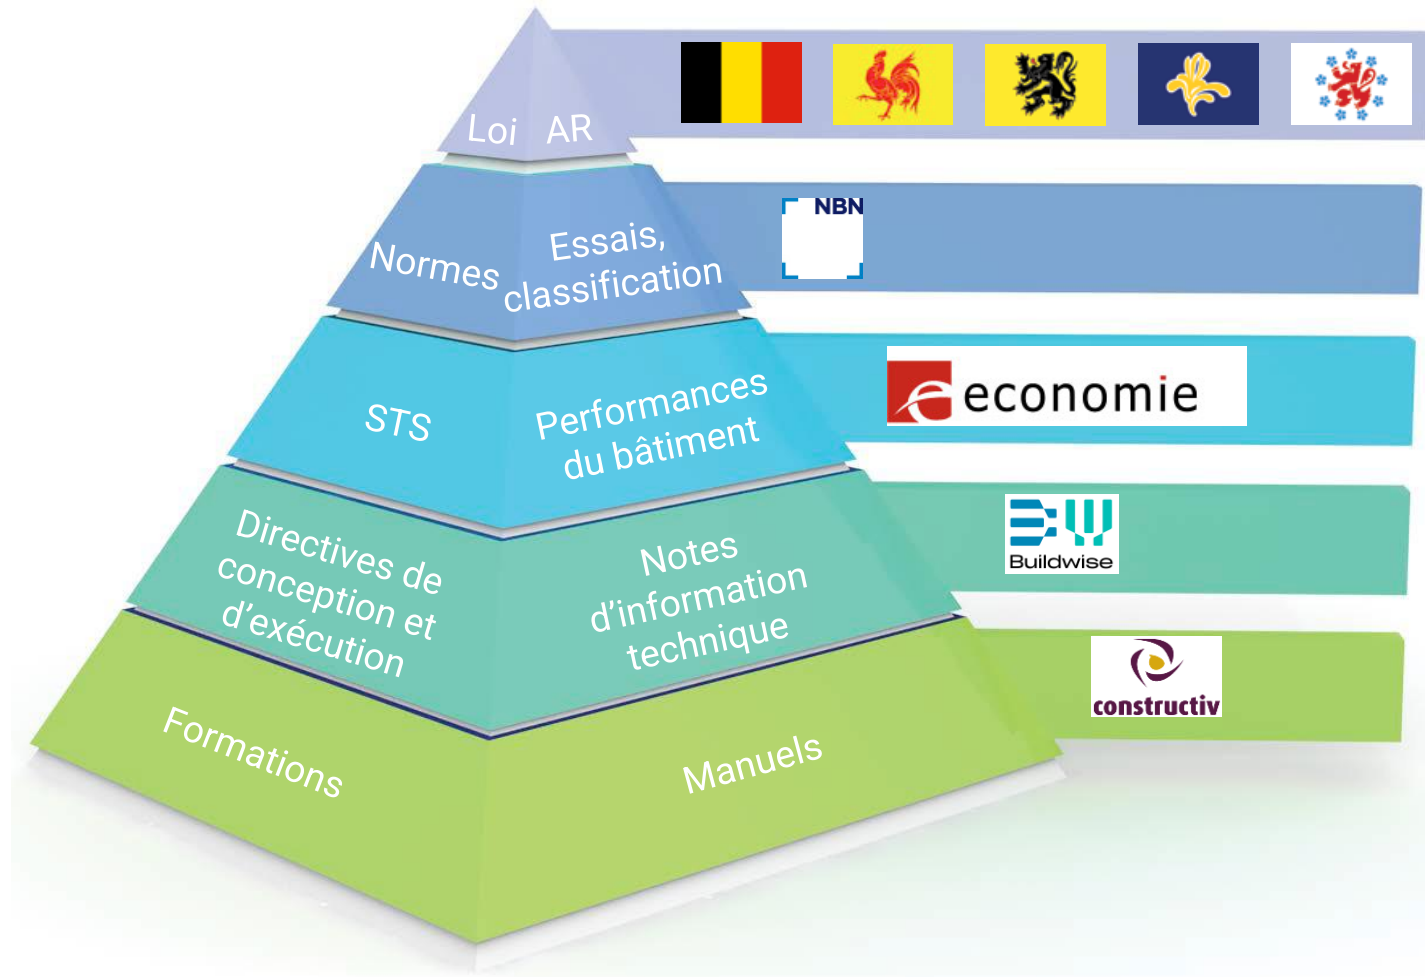 Loi AR
NBN
Normes
Essais,
classification
economie
STS
Performances
du bâtiment
Buildwise
Directives de
conception et
d'exécution
Notes
d’information
technique
constructiv
Formations
Manuels